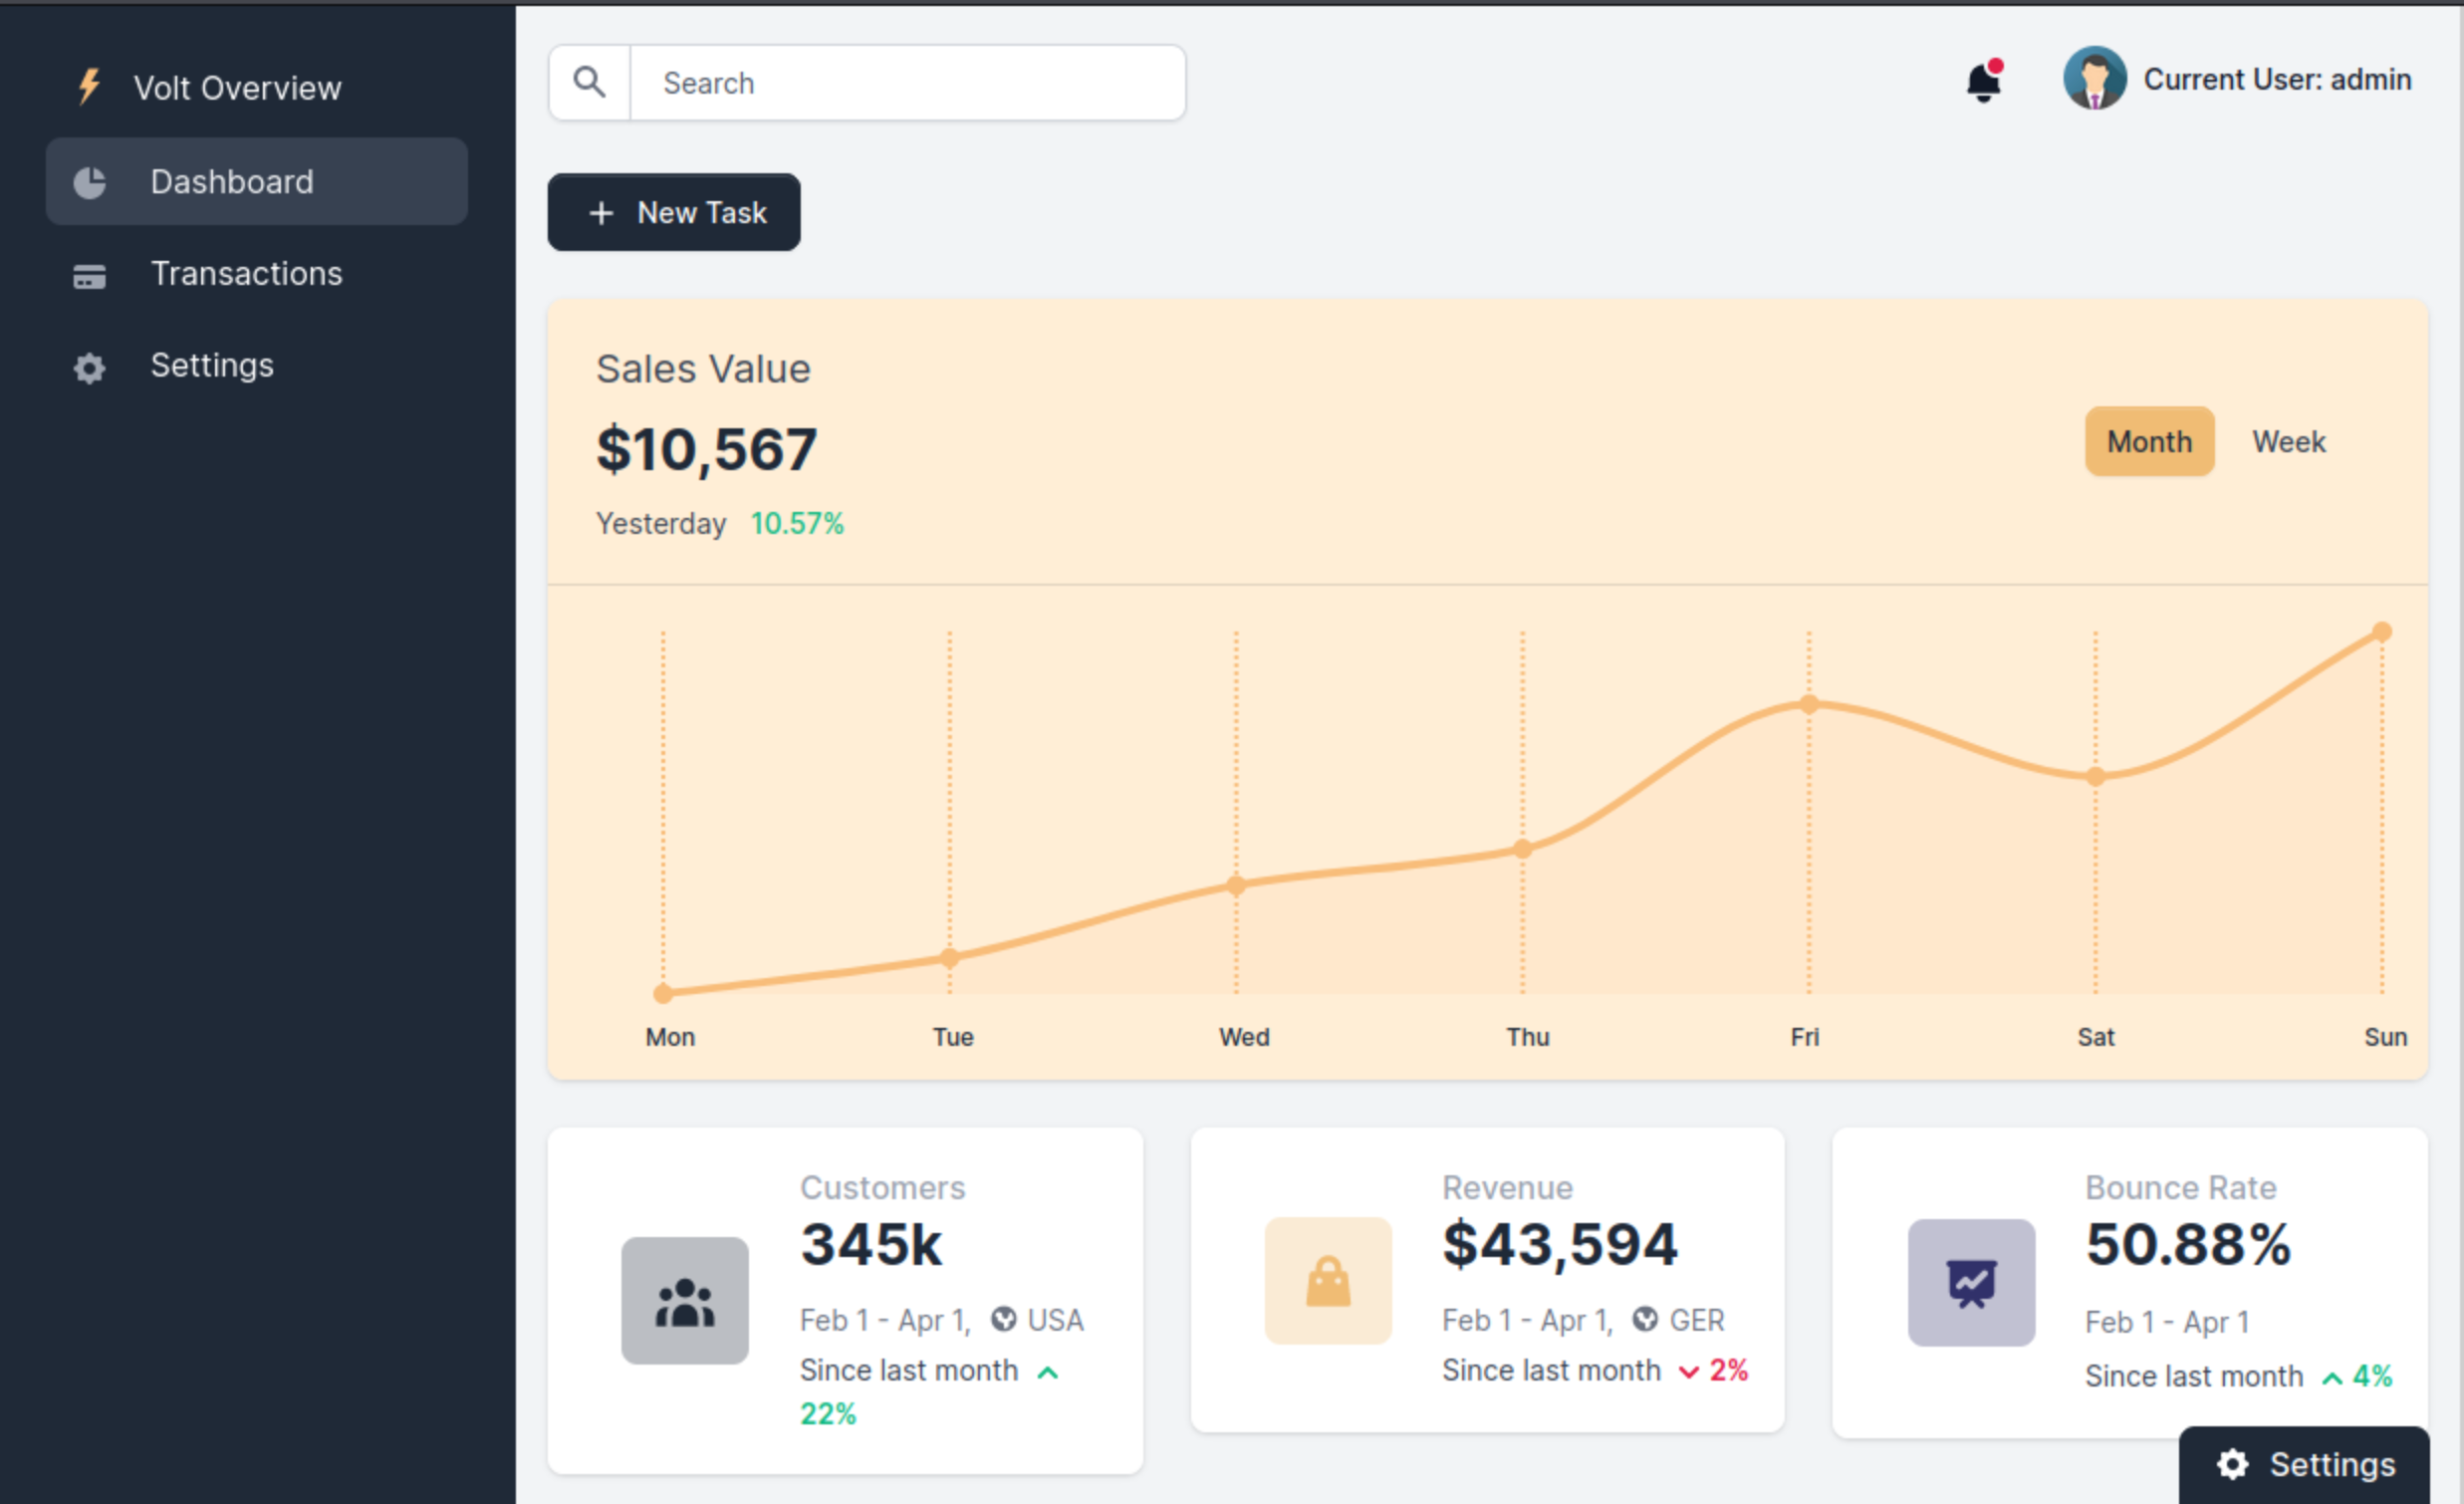 Volt Overview
Dashboard
Transactions
Settings
Search
Current User: admin
New Task
Sales Value
$10,567
Yesterday 10.57%
Month Week
Mon Tue Wed Thu Fri Sat Sun
Customers
345k
Feb 1 - Apr 1, USA
Since last month
22%
Revenue
$43,594
Feb 1 - Apr 1, GER
Since last month 2%
Bounce Rate
50.88%
Feb 1 - Apr 1
Since last month 4%
Settings